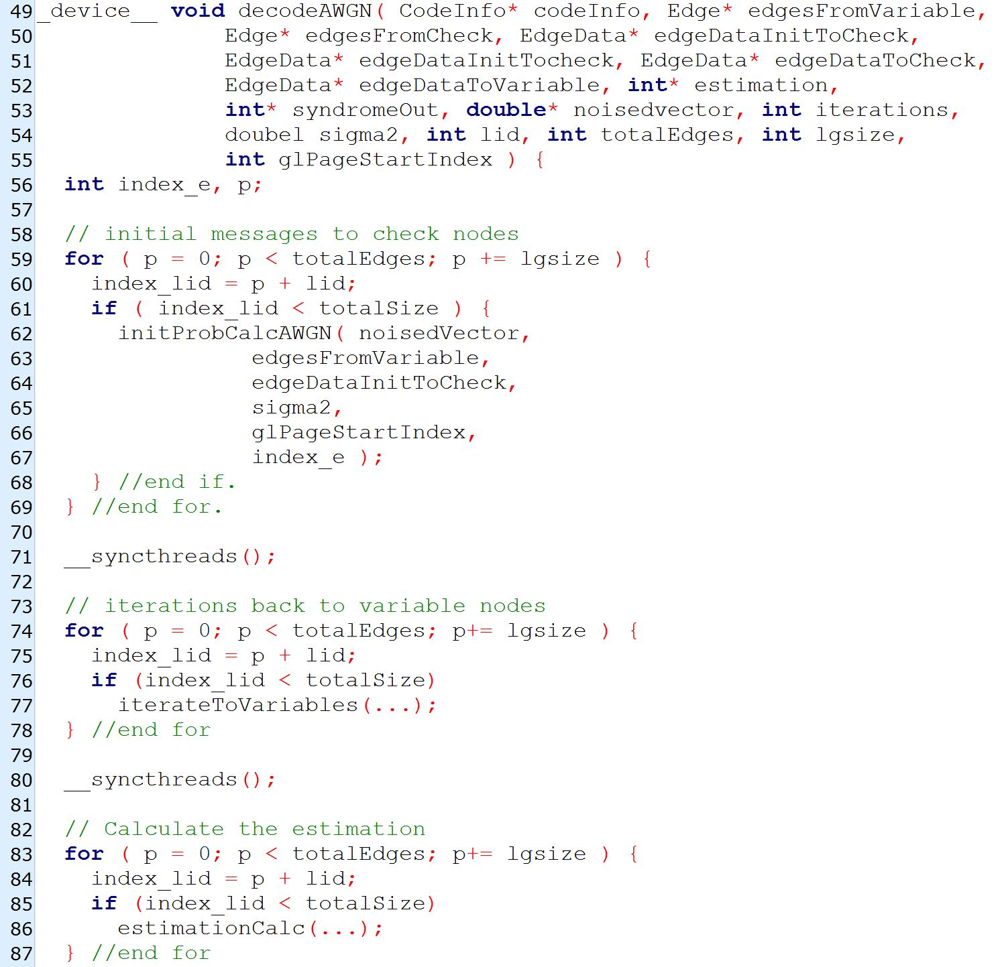 49 _device__ void decodeAWGN( CodeInfo* codeInfo, Edge* edgesFromVariable,
50               Edge* edgesFromCheck, EdgeData* edgeDataInitToCheck,
51               EdgeData* edgeDataInitTocheck, EdgeData* edgeDataToCheck,
52               EdgeData* edgeDataToVariable, int* estimation,
53               int* syndromeOut, double* noisedvector, int iterations,
54               doubel sigma2, int lid, int totalEdges, int lgsize,
55               int glPageStartIndex ) {
56   int index_e, p;
57
58   // initial messages to check nodes
59   for ( p = 0; p < totalEdges; p += lgsize ) {
60     index_lid = p + lid;
61     if ( index_lid < totalSize ) {
62       initProbCalcAWGN( noisedVector,
63                 edgesFromVariable,
64                 edgeDataInitToCheck,
65                 sigma2,
66                 glPageStartIndex,
67                 index_e );
68     } //end if.
69   } //end for.
70
71   __syncthreads();
72
73   // iterations back to variable nodes
74   for ( p = 0; p < totalEdges; p+= lgsize ) {
75     index_lid = p + lid;
76     if (index_lid < totalSize)
77       iterateToVariables(...);
78   } //end for
79
80   __syncthreads();
81
82   // Calculate the estimation
83   for ( p = 0; p < totalEdges; p+= lgsize ) {
84     index_lid = p + lid;
85     if (index_lid < totalSize)
86       estimationCalc(...);
87   } //end for